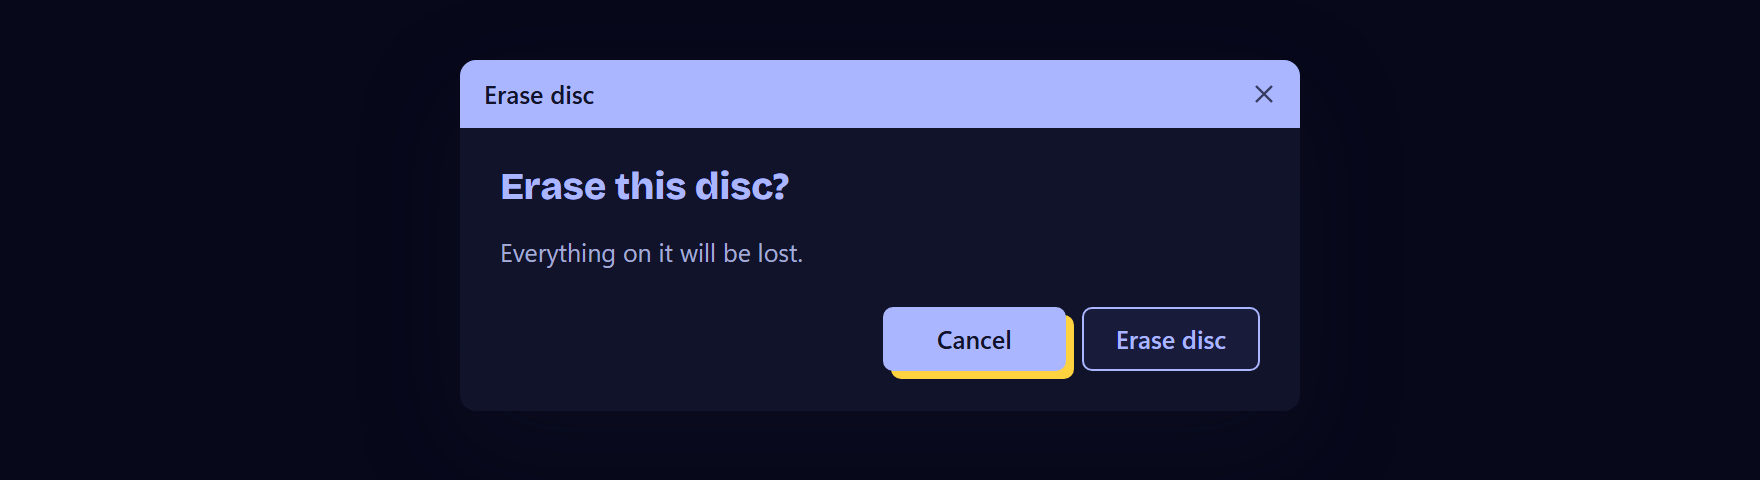 Erase disc
Erase this disc?
Everything on it will be lost.
Cancel
Erase disc